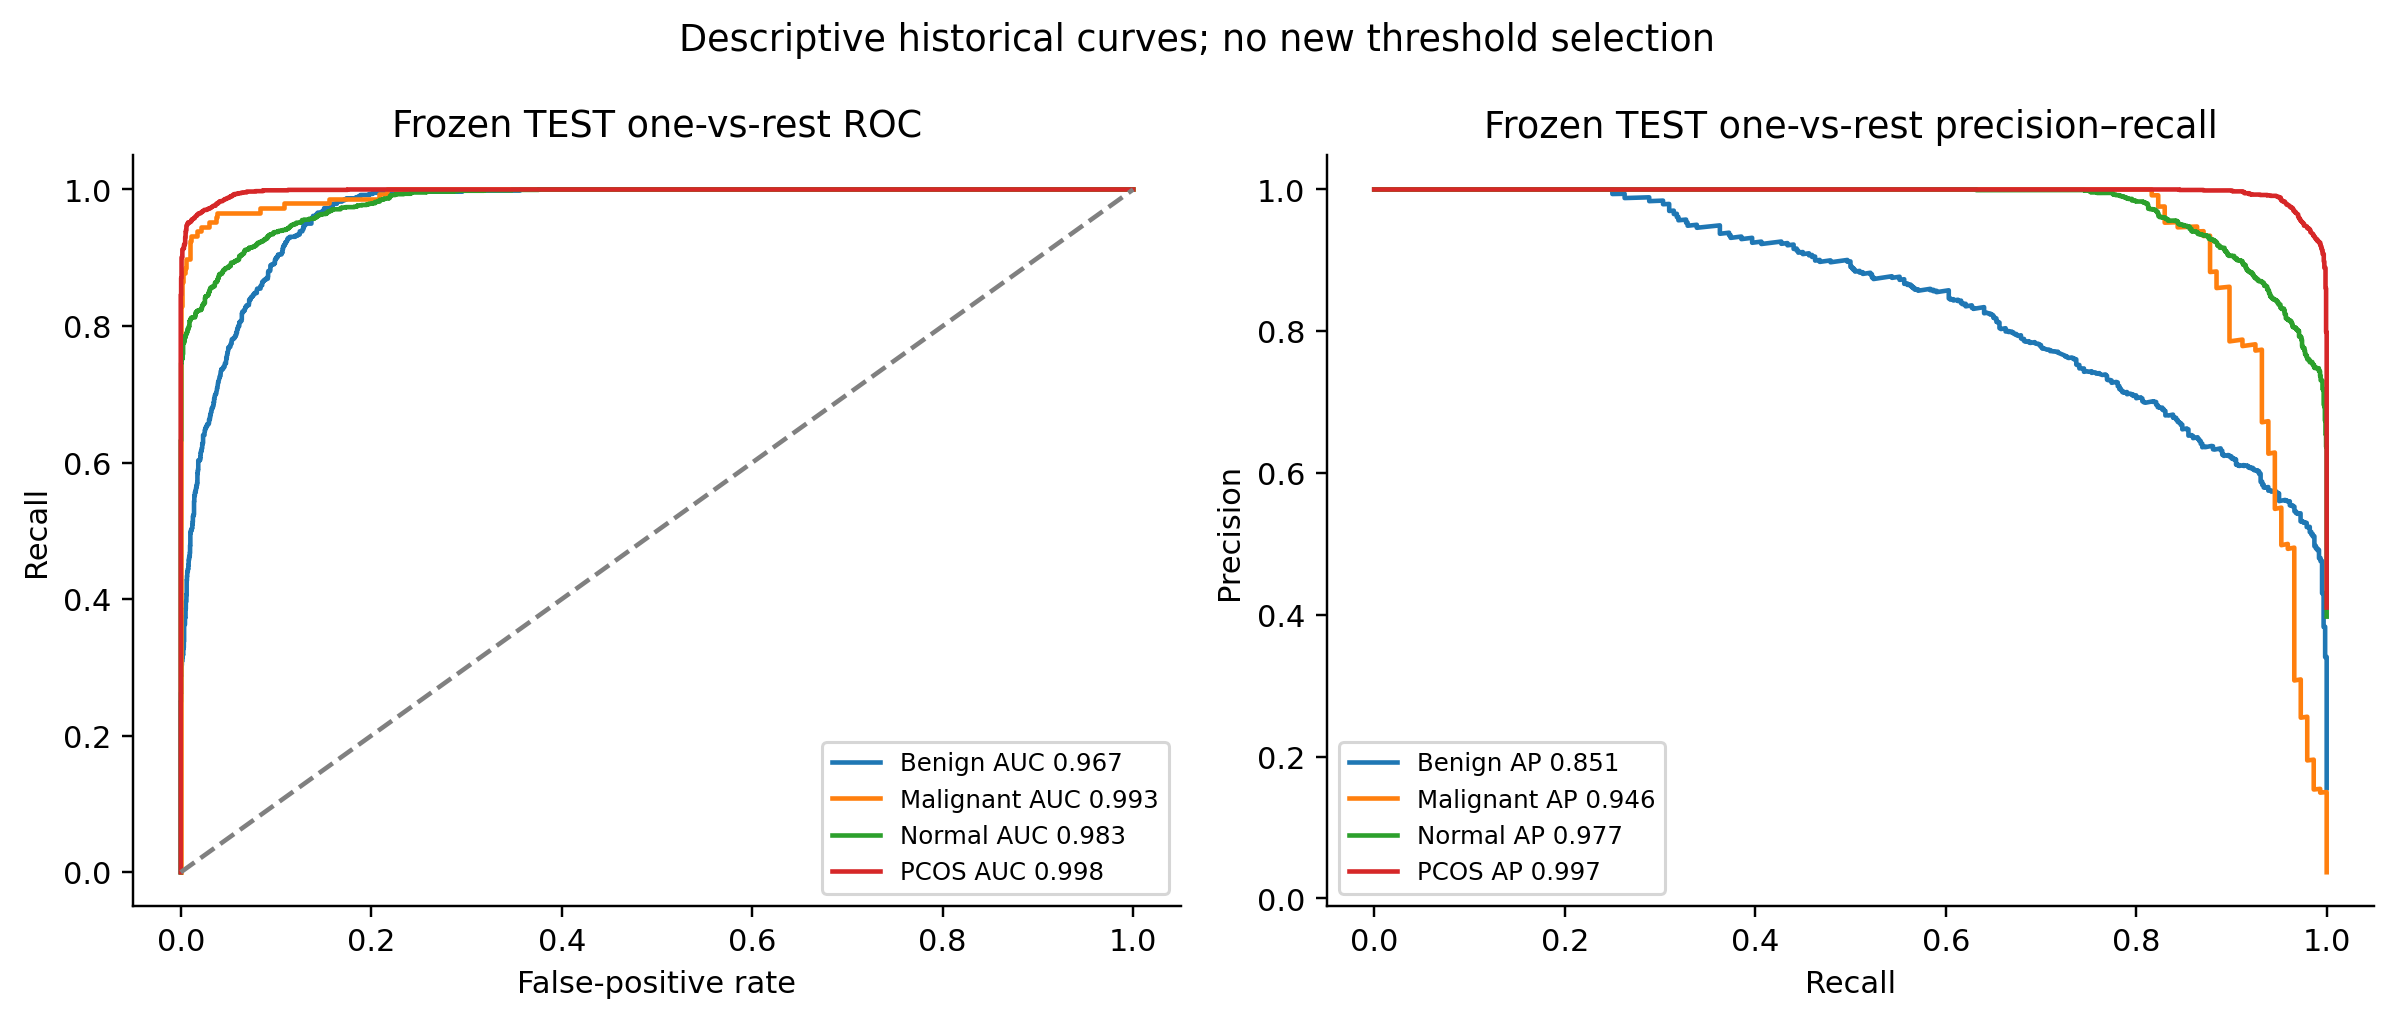 Descriptive historical curves; no new threshold selection
Frozen TEST one-vs-rest ROC
Recall
1.0
0.8
0.6
0.4
0.2
0.0
Benign AUC 0.967
Malignant AUC 0.993
Normal AUC 0.983
PCOS AUC 0.998
0.0 0.2 0.4 0.6 0.8 1.0
False-positive rate
Frozen TEST one-vs-rest precision–recall
Precision
1.0
0.8
0.6
0.4
0.2
0.0
Benign AP 0.851
Malignant AP 0.946
Normal AP 0.977
PCOS AP 0.997
0.0 0.2 0.4 0.6 0.8 1.0
Recall